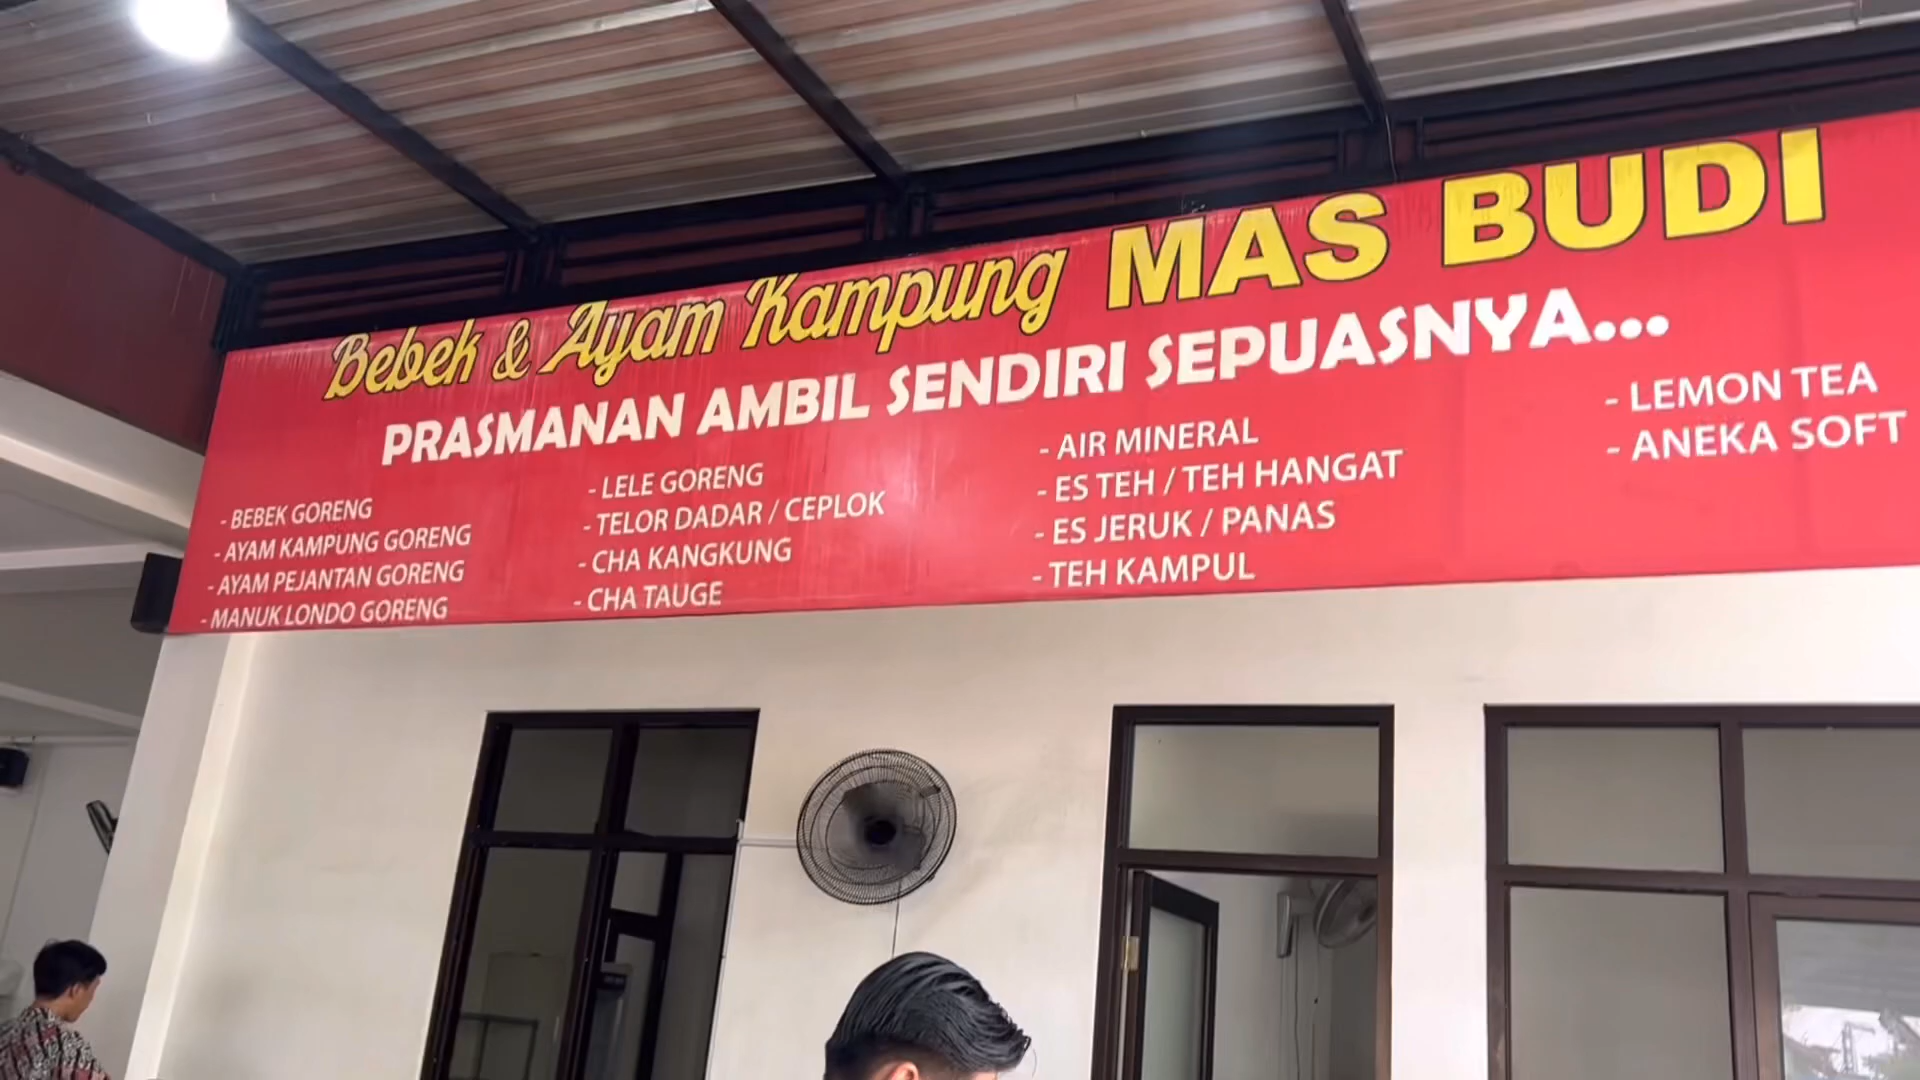 Bebek & Ayam Kampung MAS BUDI
PRASMANAN AMBIL SENDIRI SEPUASNYA...
- BEBEK GORENG
- AYAM KAMPUNG GORENG
- AYAM PEJANTAN GORENG
- MANUK LONDO GORENG
- LELE GORENG
- TELOR DADAR / CEPLOK
- CHA KANGKUNG
- CHA TAUGE
- AIR MINERAL
- ES TEH / TEH HANGAT
- ES JERUK / PANAS
- TEH KAMPUL
- LEMON TEA
- ANEKA SOFT